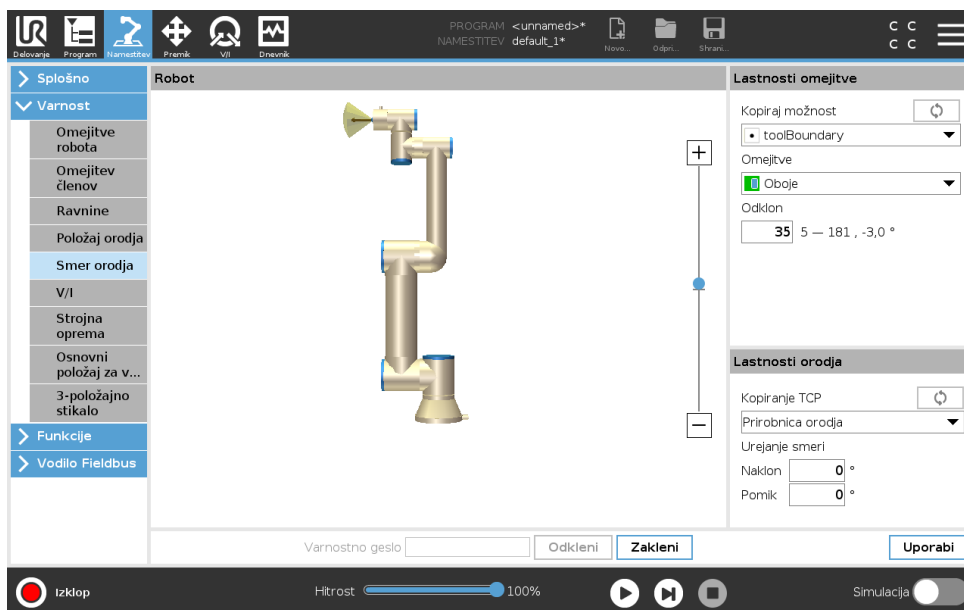 PROGRAM <unnamed>*
NAMESTITEV default_1*
Delovanje
Program
Namestitev
Premik
V/I
Dnevnik
Novo...
Odpri...
Shrani...
C C
C C
Splošno
Varnost
Omejitve
robota
Omejitev
členov
Ravnine
Položaj orodja
Smer orodja
V/I
Strojna
oprema
Osnovni
položaj za v...
3-položajno
stikalo
Funkcije
Vodilo Fieldbus
Robot
Lastnosti omejitve
Kopiraj možnost
toolBoundary
Omejitve
Oboje
Odklon
35 5 — 181 , -3,0 °
Lastnosti orodja
Kopiranje TCP
Prirobnica orodja
Urejanje smeri
Naklon 0 °
Pomik 0 °
Varnostno geslo Odkleni Zakleni Uporabi
Izklop Hitrost 100% Simulacija